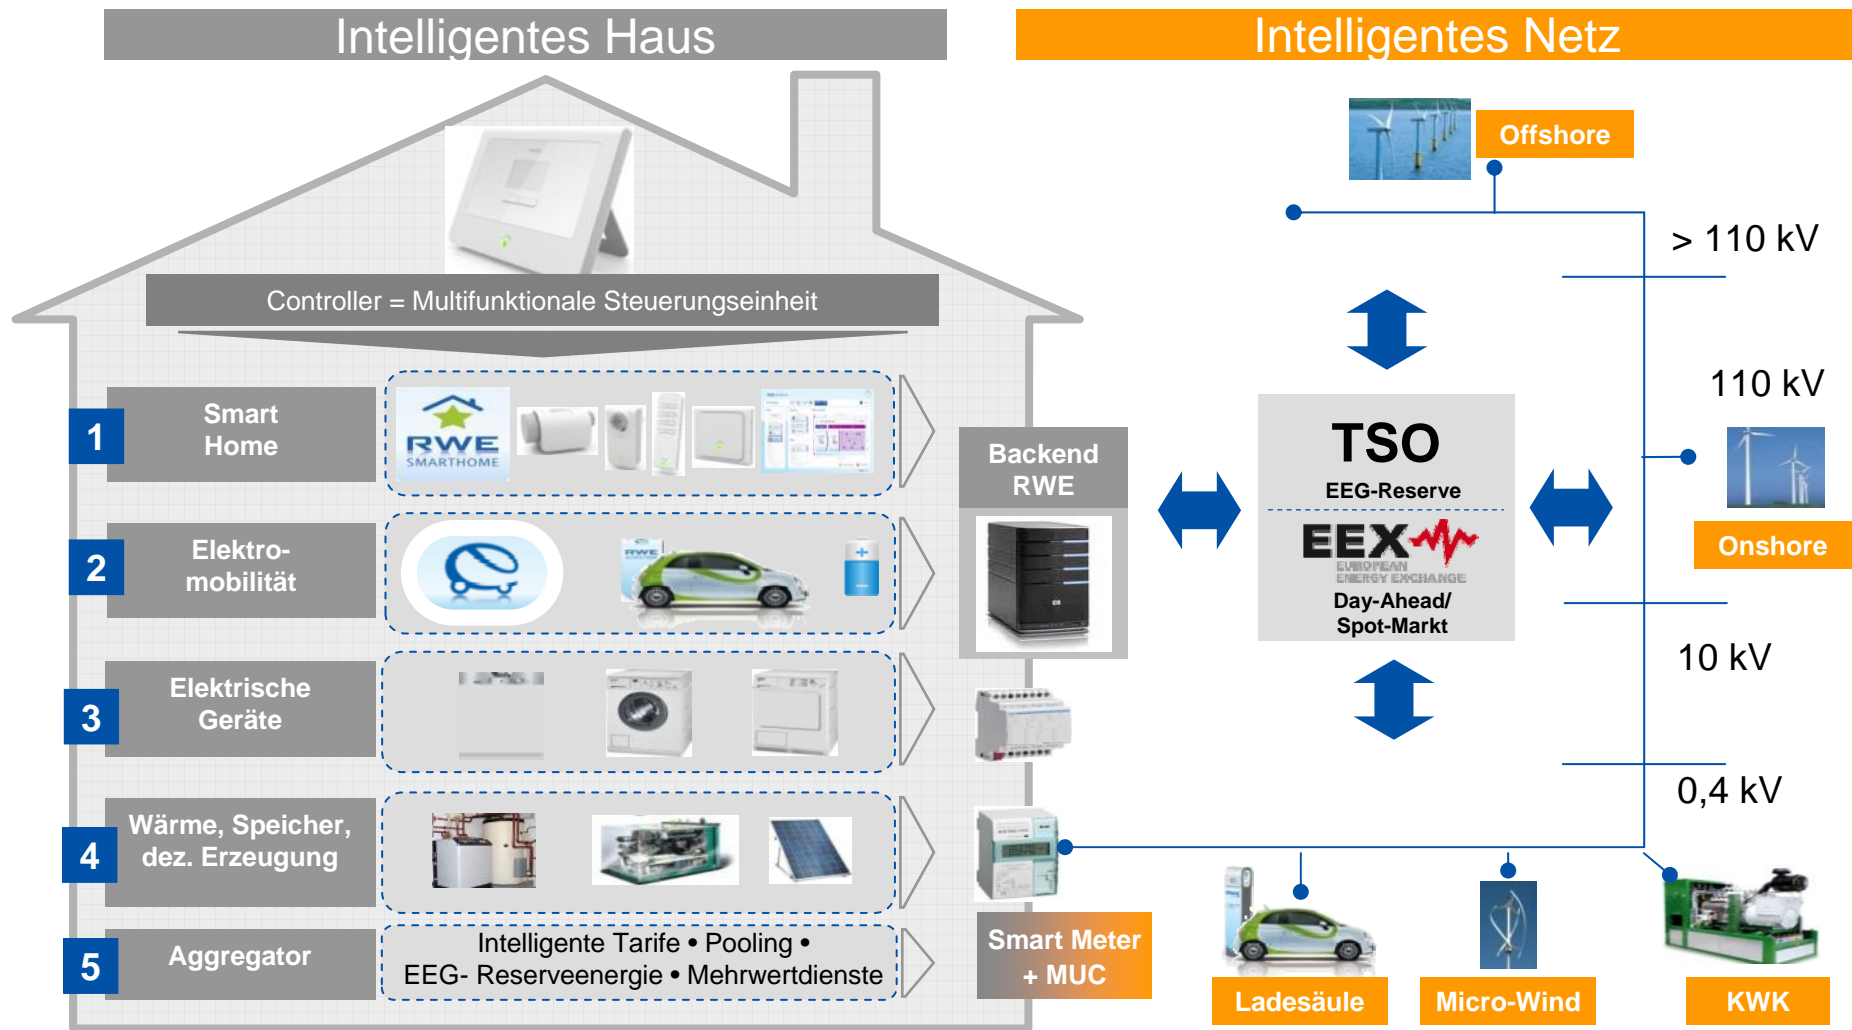 Intelligentes Haus
Intelligentes Netz
Controller = Multifunktionale Steuerungseinheit
1
Smart
Home
RWE
SMARTHOME
2
Elektro-
mobilität
RWE
3
Elektrische
Geräte
4
Wärme, Speicher,
dez. Erzeugung
5
Aggregator
Intelligente Tarife • Pooling •
EEG- Reserveenergie • Mehrwertdienste
Backend
RWE
Smart Meter
+ MUC
TSO
EEG-Reserve
EEX
EUROPEAN
ENERGY EXCHANGE
Day-Ahead/
Spot-Markt
Offshore
> 110 kV
110 kV
Onshore
10 kV
0,4 kV
Ladesäule
Micro-Wind
KWK